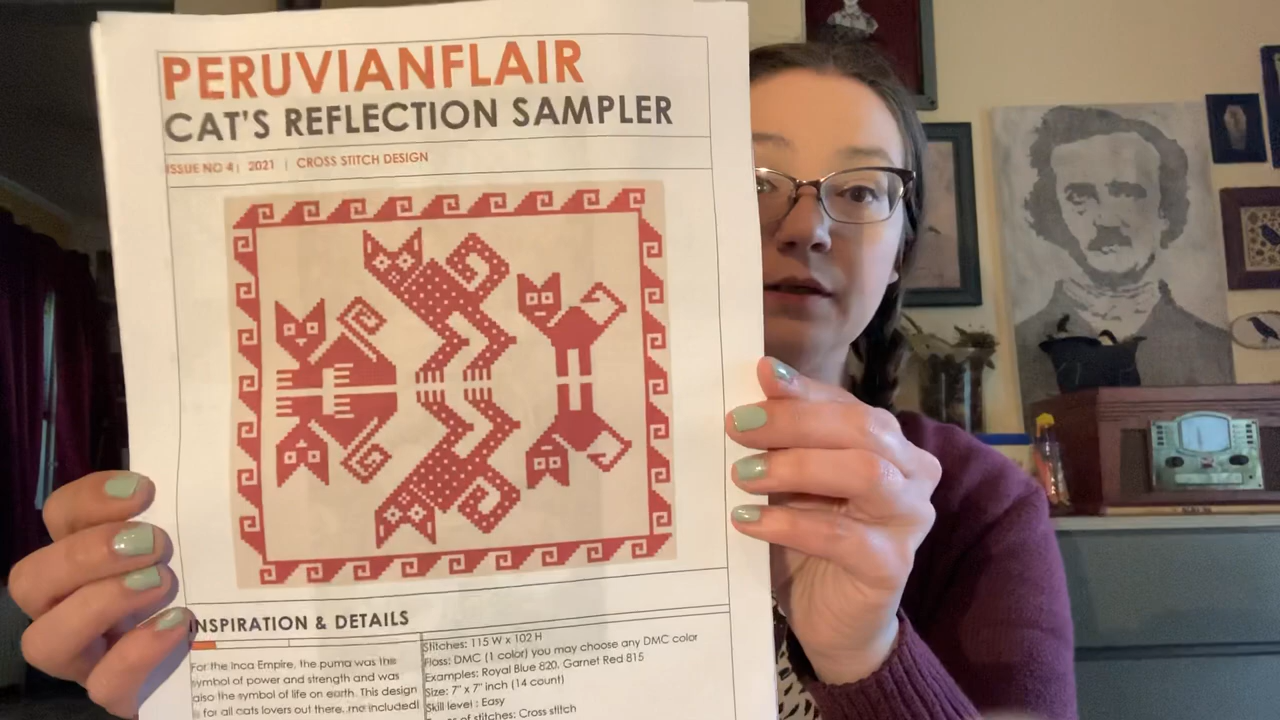 PERUVIANFLAIR
CAT'S REFLECTION SAMPLER
ISSUE NO 4 | 2021 | CROSS STITCH DESIGN
INSPIRATION & DETAILS
For the Inca Empire, the puma was the
symbol of power and strength and was
also the symbol of life on earth. This design
is for all cats lovers out there, me included!
Stitches: 115 W x 102 H
Floss: DMC (1 color) you may choose any DMC color
Examples: Royal Blue 820, Garnet Red 815
Size: 7" x 7" inch (14 count)
Skill level : Easy
Types of stitches: Cross stitch